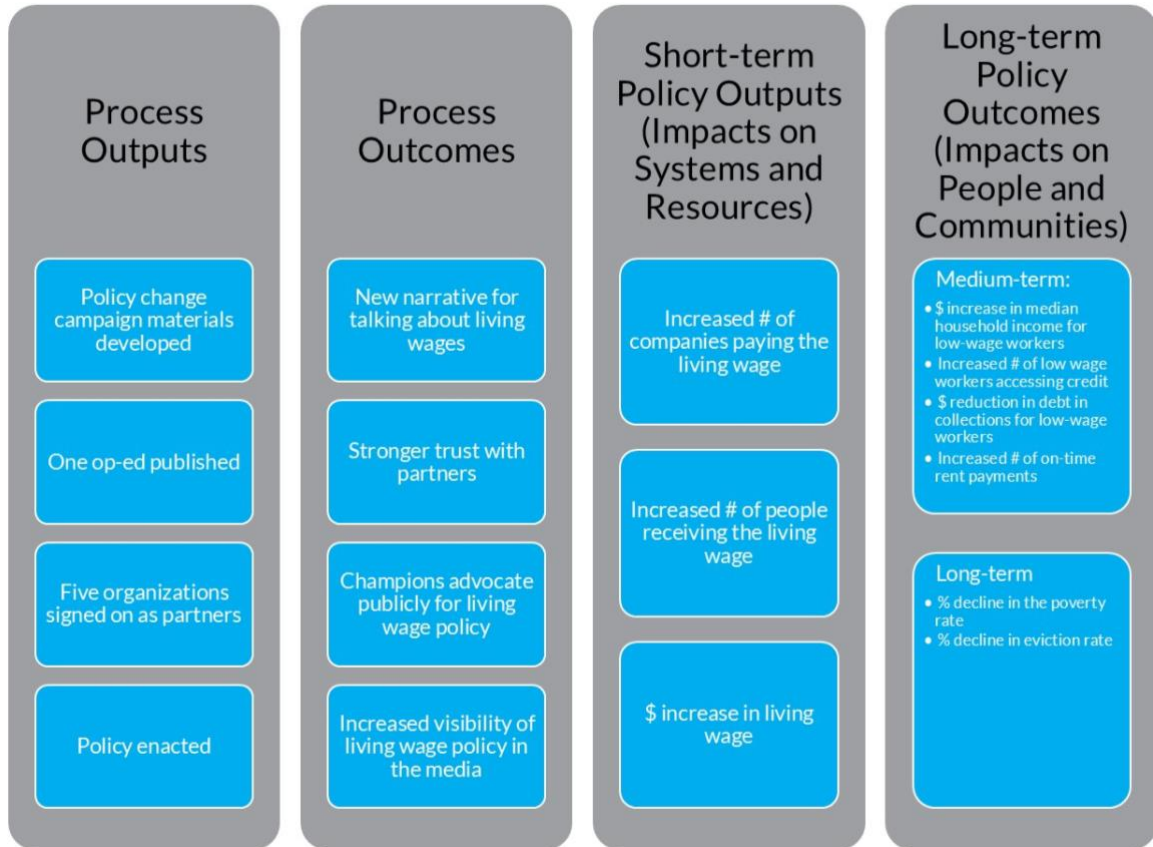 Process
Outputs
Policy change
campaign materials
developed
One op-ed published
Five organizations
signed on as partners
Policy enacted
Process
Outcomes
New narrative for
talking about living
wages
Stronger trust with
partners
Champions advocate
publicly for living
wage policy
Increased visibility of
living wage policy in
the media
Short-term
Policy Outputs
(Impacts on
Systems and
Resources)
Increased # of
companies paying the
living wage
Increased # of people
receiving the living
wage
$ increase in living
wage
Long-term
Policy
Outcomes
(Impacts on
People and
Communities)
Medium-term:
• $ increase in median
household income for
low-wage workers
• Increased # of low wage
workers accessing credit
• $ reduction in debt in
collections for low-wage
workers
• Increased # of on-time
rent payments
Long-term
• % decline in the poverty
rate
• % decline in eviction rate